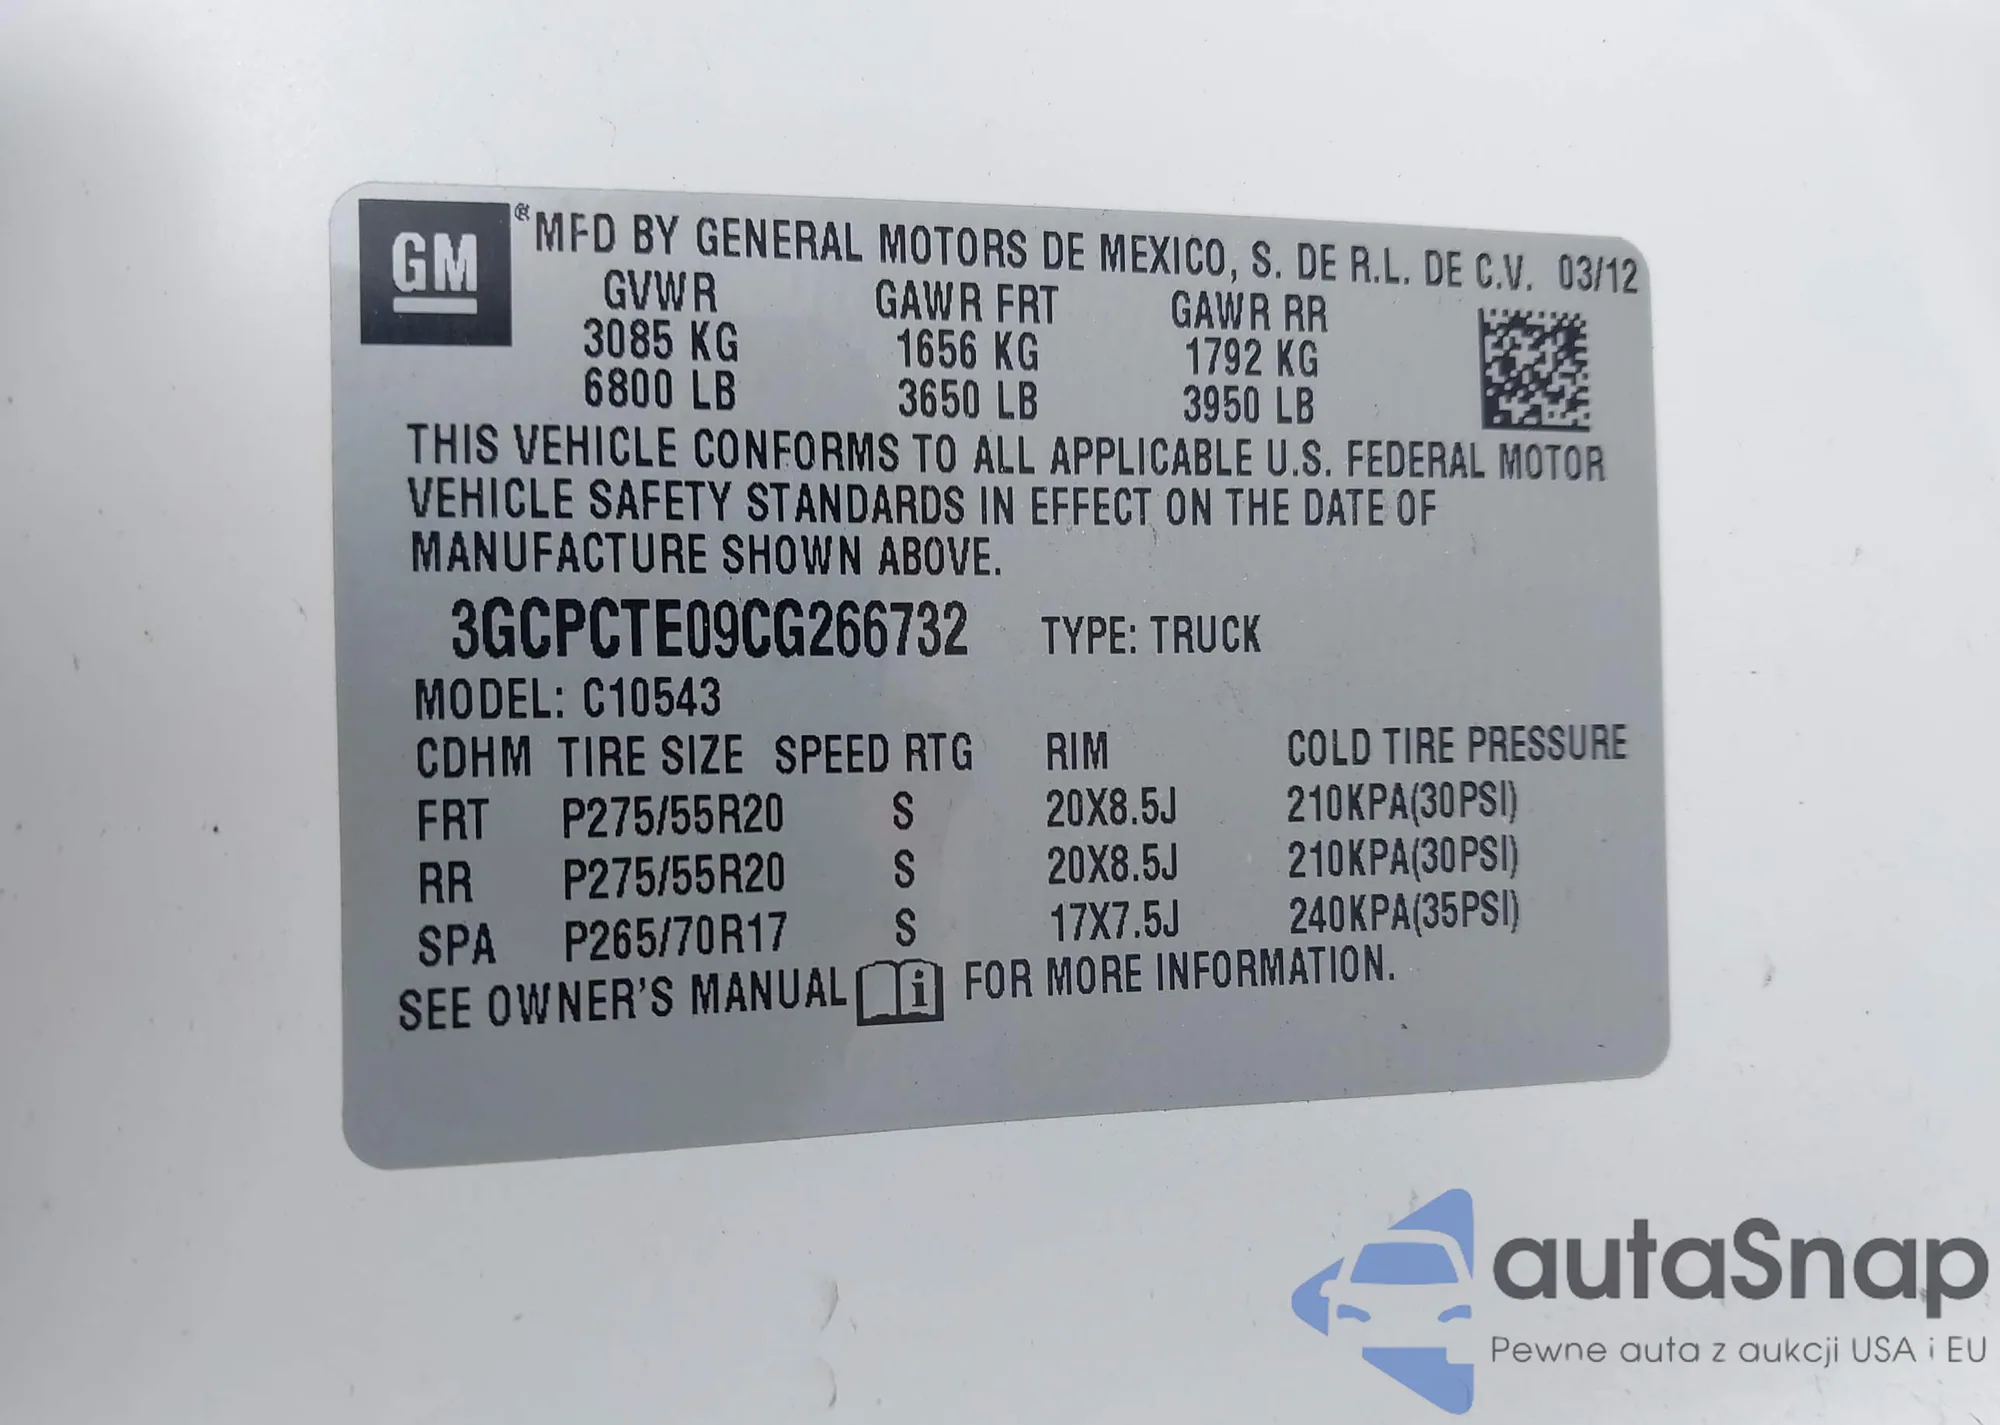 GM ® MFD BY GENERAL MOTORS DE MEXICO, S. DE R.L. DE C.V. 03/12
GVWR GAWR FRT GAWR RR
3085 KG 1656 KG 1792 KG
6800 LB 3650 LB 3950 LB
THIS VEHICLE CONFORMS TO ALL APPLICABLE U.S. FEDERAL MOTOR
VEHICLE SAFETY STANDARDS IN EFFECT ON THE DATE OF
MANUFACTURE SHOWN ABOVE.
3GCPCTE09CG266732 TYPE: TRUCK
MODEL: C10543
CDHM TIRE SIZE SPEED RTG RIM COLD TIRE PRESSURE
FRT P275/55R20 S 20X8.5J 210KPA(30PSI)
RR P275/55R20 S 20X8.5J 210KPA(30PSI)
SPA P265/70R17 S 17X7.5J 240KPA(35PSI)
SEE OWNER'S MANUAL i FOR MORE INFORMATION.
autaSnap
Pewne auta z aukcji USA i EU